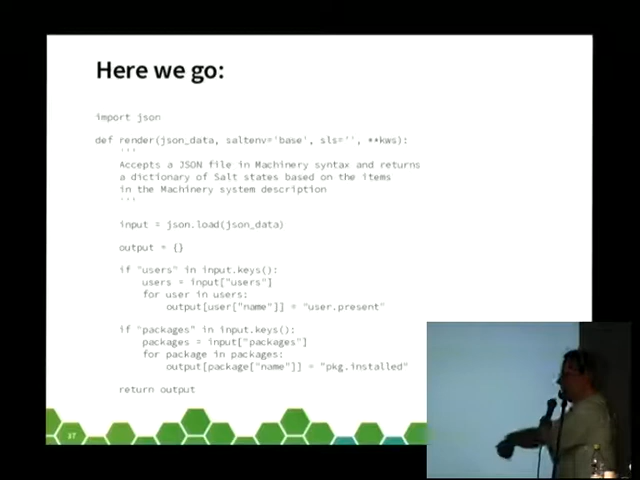 Here we go:
import json
def render(json_data, saltenv='base', sls='', **kws):
'''
Accepts a JSON file in Machinery syntax and returns
a dictionary of Salt states based on the items
in the Machinery system description
'''
input = json.load(json_data)
output = {}
if "users" in input.keys():
users = input["users"]
for user in users:
output[user["name"]] = "user.present"
if "packages" in input.keys():
packages = input["packages"]
for package in packages:
output[package["name"]] = "pkg.installed"
return output
37